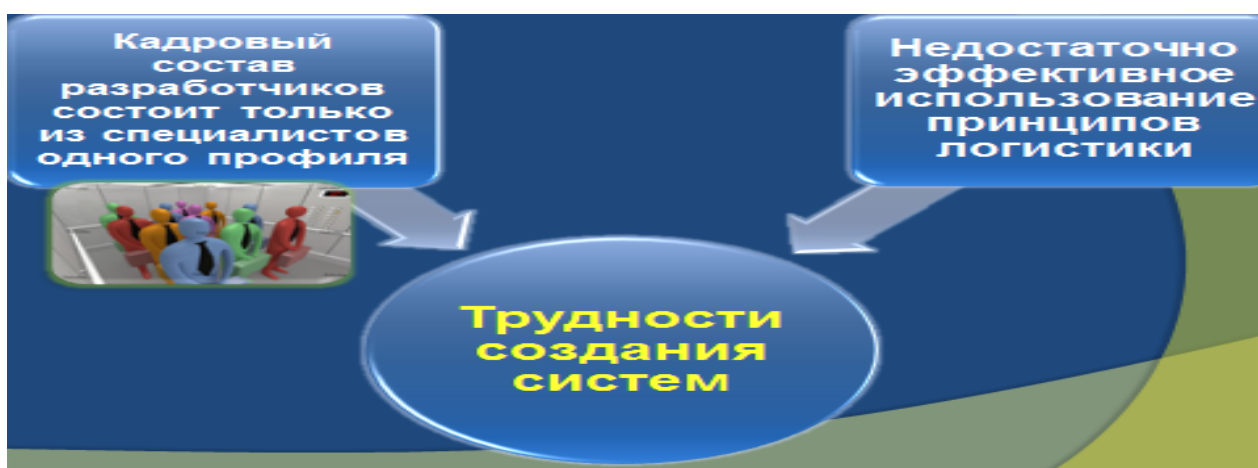 Кадровый
состав
разработчиков
состоит только
из специалистов
одного профиля
Недостаточно
эффективное
использование
принципов
логистики
Трудности
создания
систем